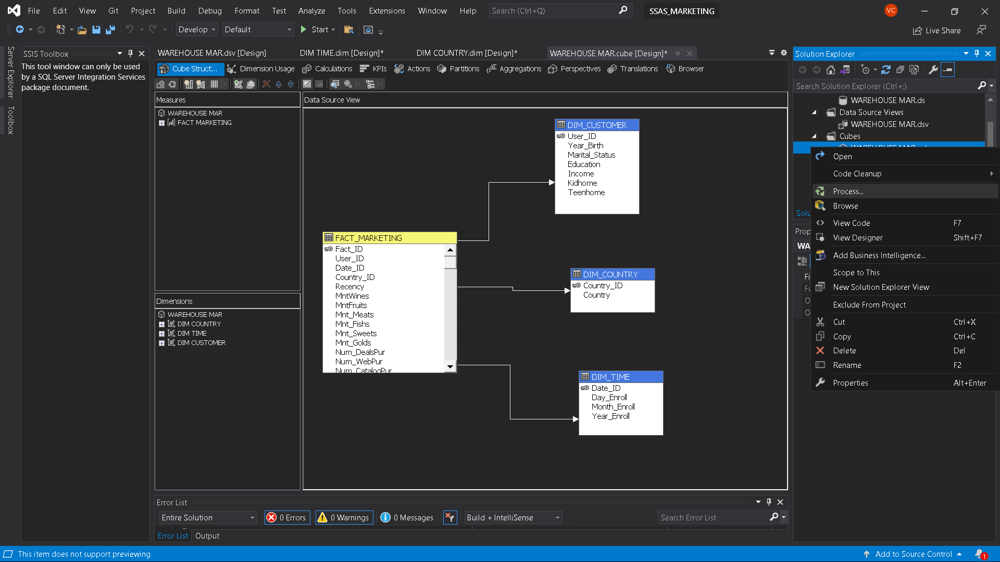 File Edit View Git Project Build Debug Format Test Analyze Tools Extensions Window Help Search (Ctrl+Q) SSAS_MARKETING VC
Develop Default Start Live Share
Server Explorer
Toolbox
SSIS Toolbox
This tool window can only be used
by a SQL Server Integration Services
package document.
WAREHOUSE MAR.dsv [Design] DIM TIME.dim [Design]* DIM COUNTRY.dim [Design]* WAREHOUSE MAR.cube [Design]*
Cube Struct... Dimension Usage Calculations KPIs Actions Partitions Aggregations Perspectives Translations Browser
Measures
WAREHOUSE MAR
FACT MARKETING
Dimensions
WAREHOUSE MAR
DIM COUNTRY
DIM TIME
DIM CUSTOMER
Data Source View
DIM_CUSTOMER
User_ID
Year_Birth
Marital_Status
Education
Income
Kidhome
Teenhome
FACT_MARKETING
Fact_ID
User_ID
Date_ID
Country_ID
Recency
MntWines
MntFruits
Mnt_Meats
Mnt_Fishs
Mnt_Sweets
Mnt_Golds
Num_DealsPur
Num_WebPur
Num_CatalogPur
DIM_COUNTRY
Country_ID
Country
DIM_TIME
Date_ID
Day_Enroll
Month_Enroll
Year_Enroll
Solution Explorer
Search Solution Explorer (Ctrl+;)
WAREHOUSE MAR.ds
Data Source Views
WAREHOUSE MAR.dsv
Cubes
Open
Code Cleanup
Process...
Browse
View Code F7
View Designer Shift+F7
Add Business Intelligence...
Scope to This
New Solution Explorer View
Exclude From Project
Cut Ctrl+X
Copy Ctrl+C
Delete Del
Rename F2
Properties Alt+Enter
Solu
Prop
WA
Fi
Fu
O
O
Error List
Entire Solution 0 Errors 0 Warnings 0 Messages Build + IntelliSense Search Error List
Error List Output
This item does not support previewing Add to Source Control 1